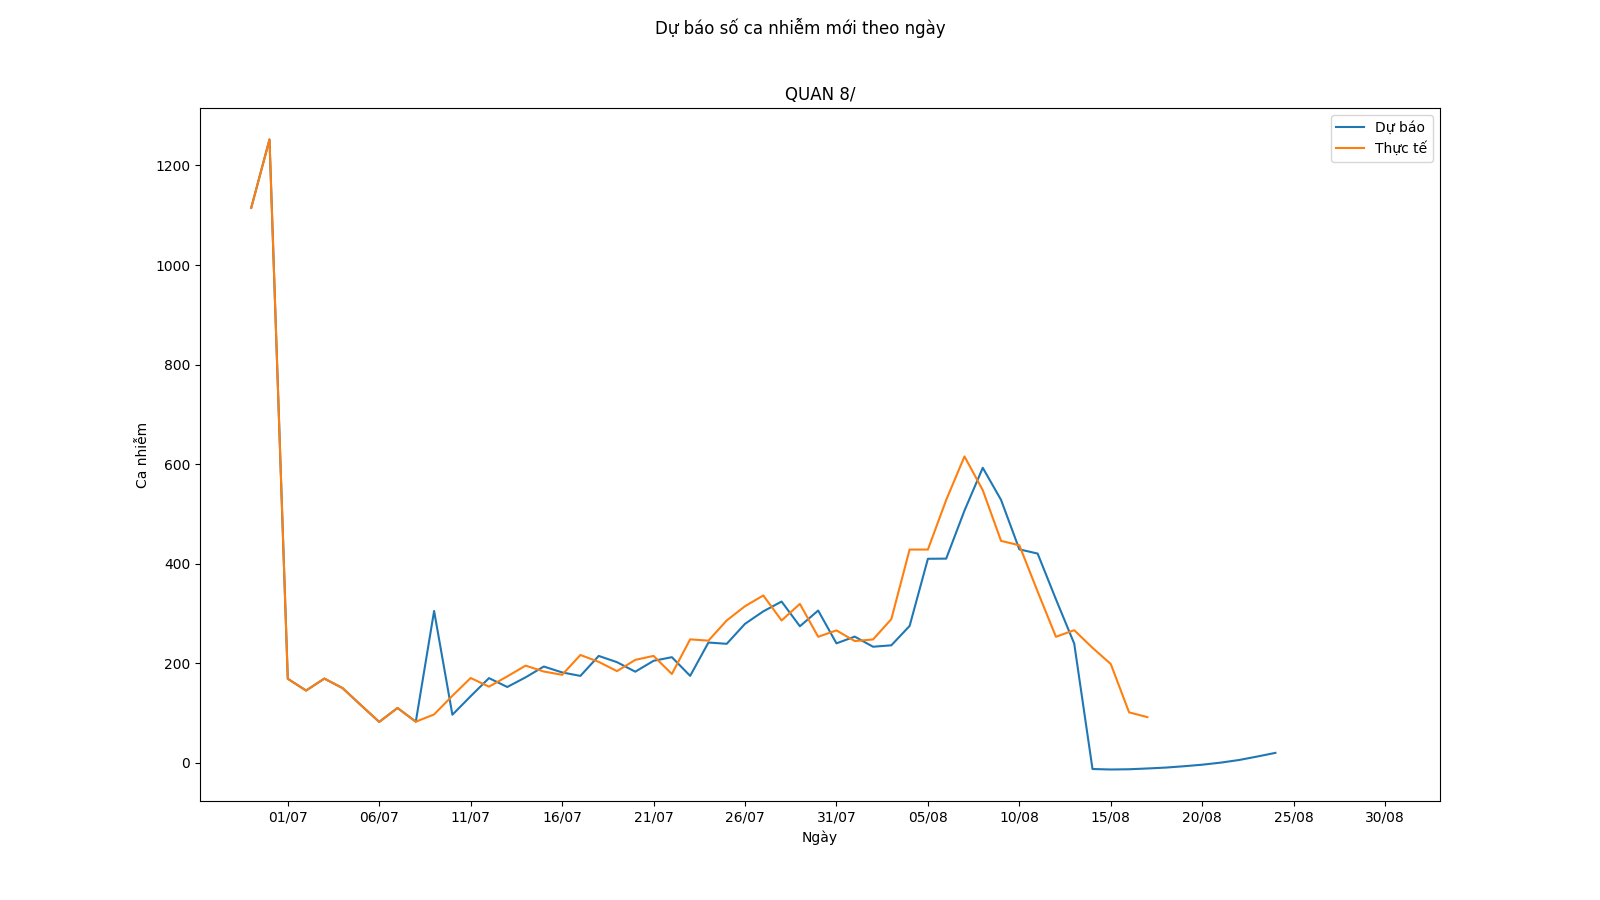 Dự báo số ca nhiễm mới theo ngày
QUAN 8/
Dự báo
Thực tế
1200
1000
800
600
400
200
0
Ca nhiễm
01/07 06/07 11/07 16/07 21/07 26/07 31/07 05/08 10/08 15/08 20/08 25/08 30/08
Ngày